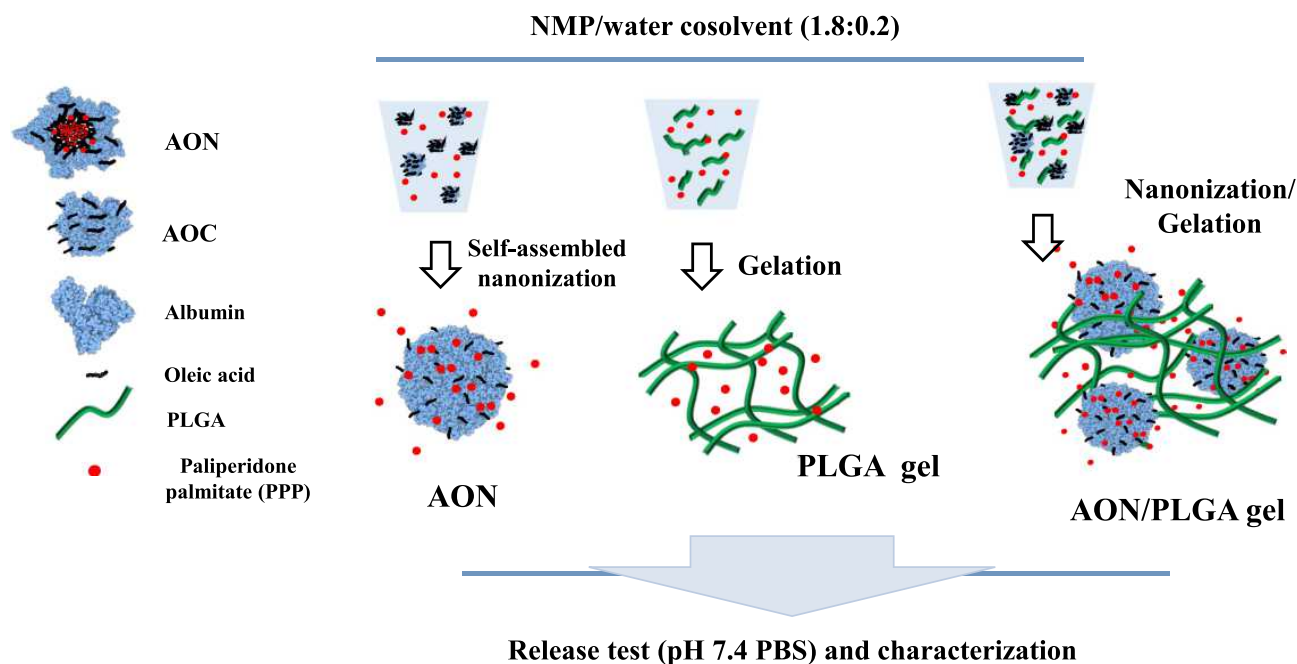 NMP/water cosolvent (1.8:0.2)
AON
AOC
Albumin
Oleic acid
PLGA
Paliperidone
palmitate (PPP)
Self-assembled
nanonization
AON
Gelation
PLGA gel
Nanonization/
Gelation
AON/PLGA gel
Release test (pH 7.4 PBS) and characterization